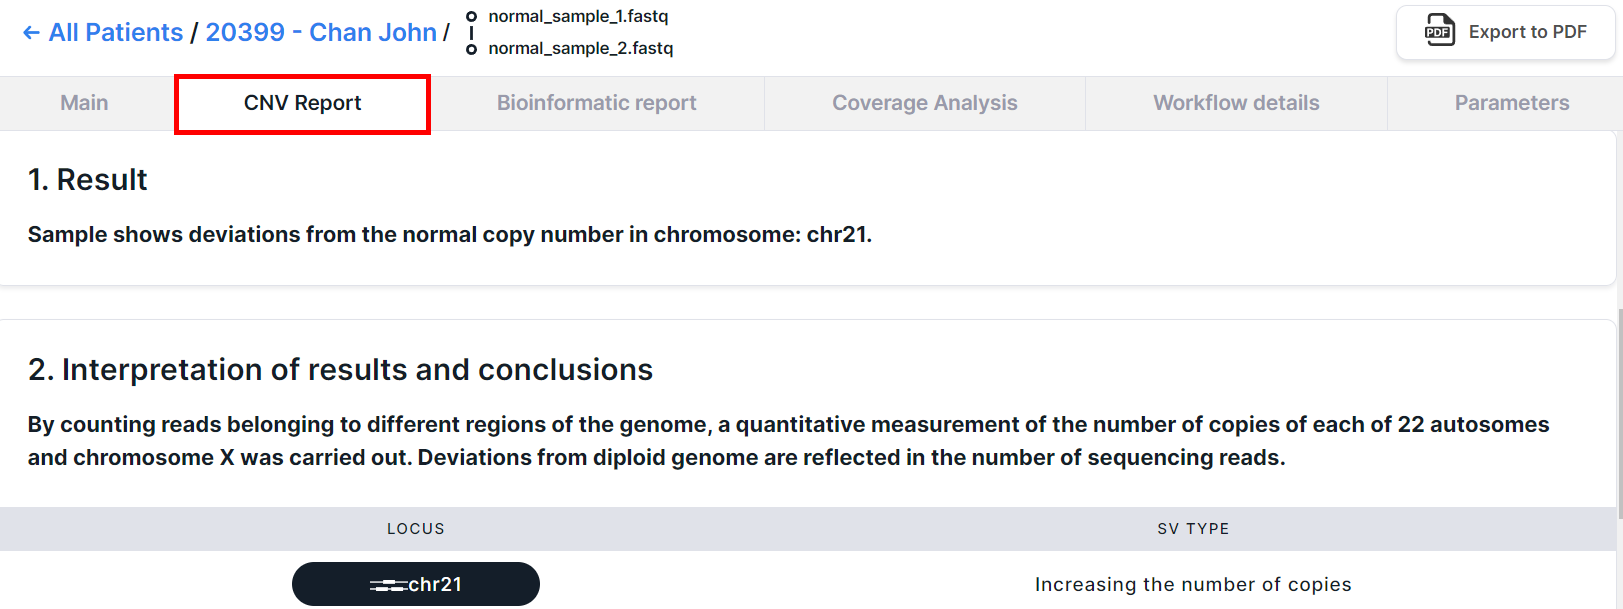 ← All Patients / 20399 - Chan John /
normal_sample_1.fastq
normal_sample_2.fastq
PDF Export to PDF
Main CNV Report Bioinformatic report Coverage Analysis Workflow details Parameters
1. Result
Sample shows deviations from the normal copy number in chromosome: chr21.
2. Interpretation of results and conclusions
By counting reads belonging to different regions of the genome, a quantitative measurement of the number of copies of each of 22 autosomes
and chromosome X was carried out. Deviations from diploid genome are reflected in the number of sequencing reads.
LOCUS SV TYPE
chr21 Increasing the number of copies